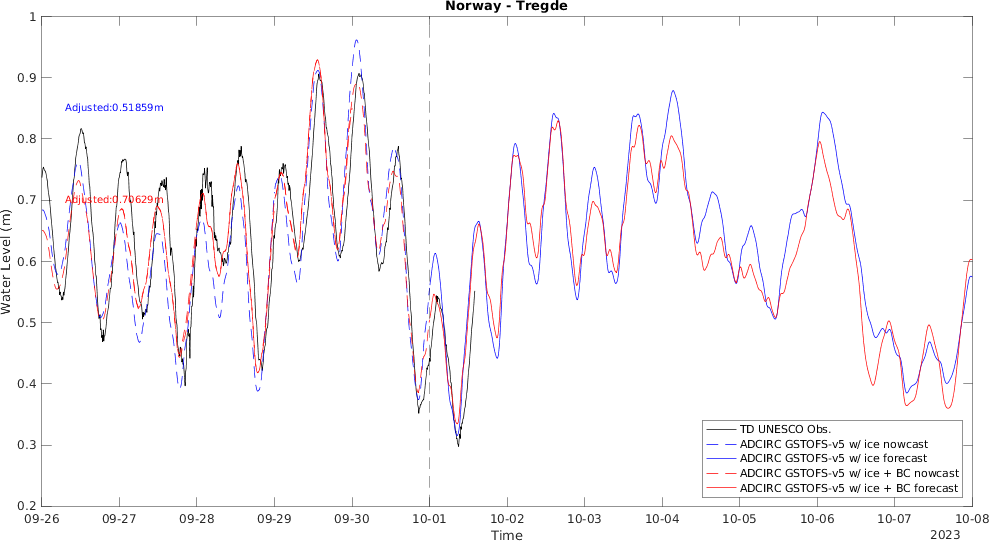 Norway - Tregde
1
0.9
0.8
0.7
0.6
0.5
0.4
0.3
0.2
Water Level (m)
Adjusted:0.51859m
Adjusted:0.70629m
TD UNESCO Obs.
ADCIRC GSTOFS-v5 w/ ice nowcast
ADCIRC GSTOFS-v5 w/ ice forecast
ADCIRC GSTOFS-v5 w/ ice + BC nowcast
ADCIRC GSTOFS-v5 w/ ice + BC forecast
09-26 09-27 09-28 09-29 09-30 10-01 10-02 10-03 10-04 10-05 10-06 10-07 10-08
Time
2023